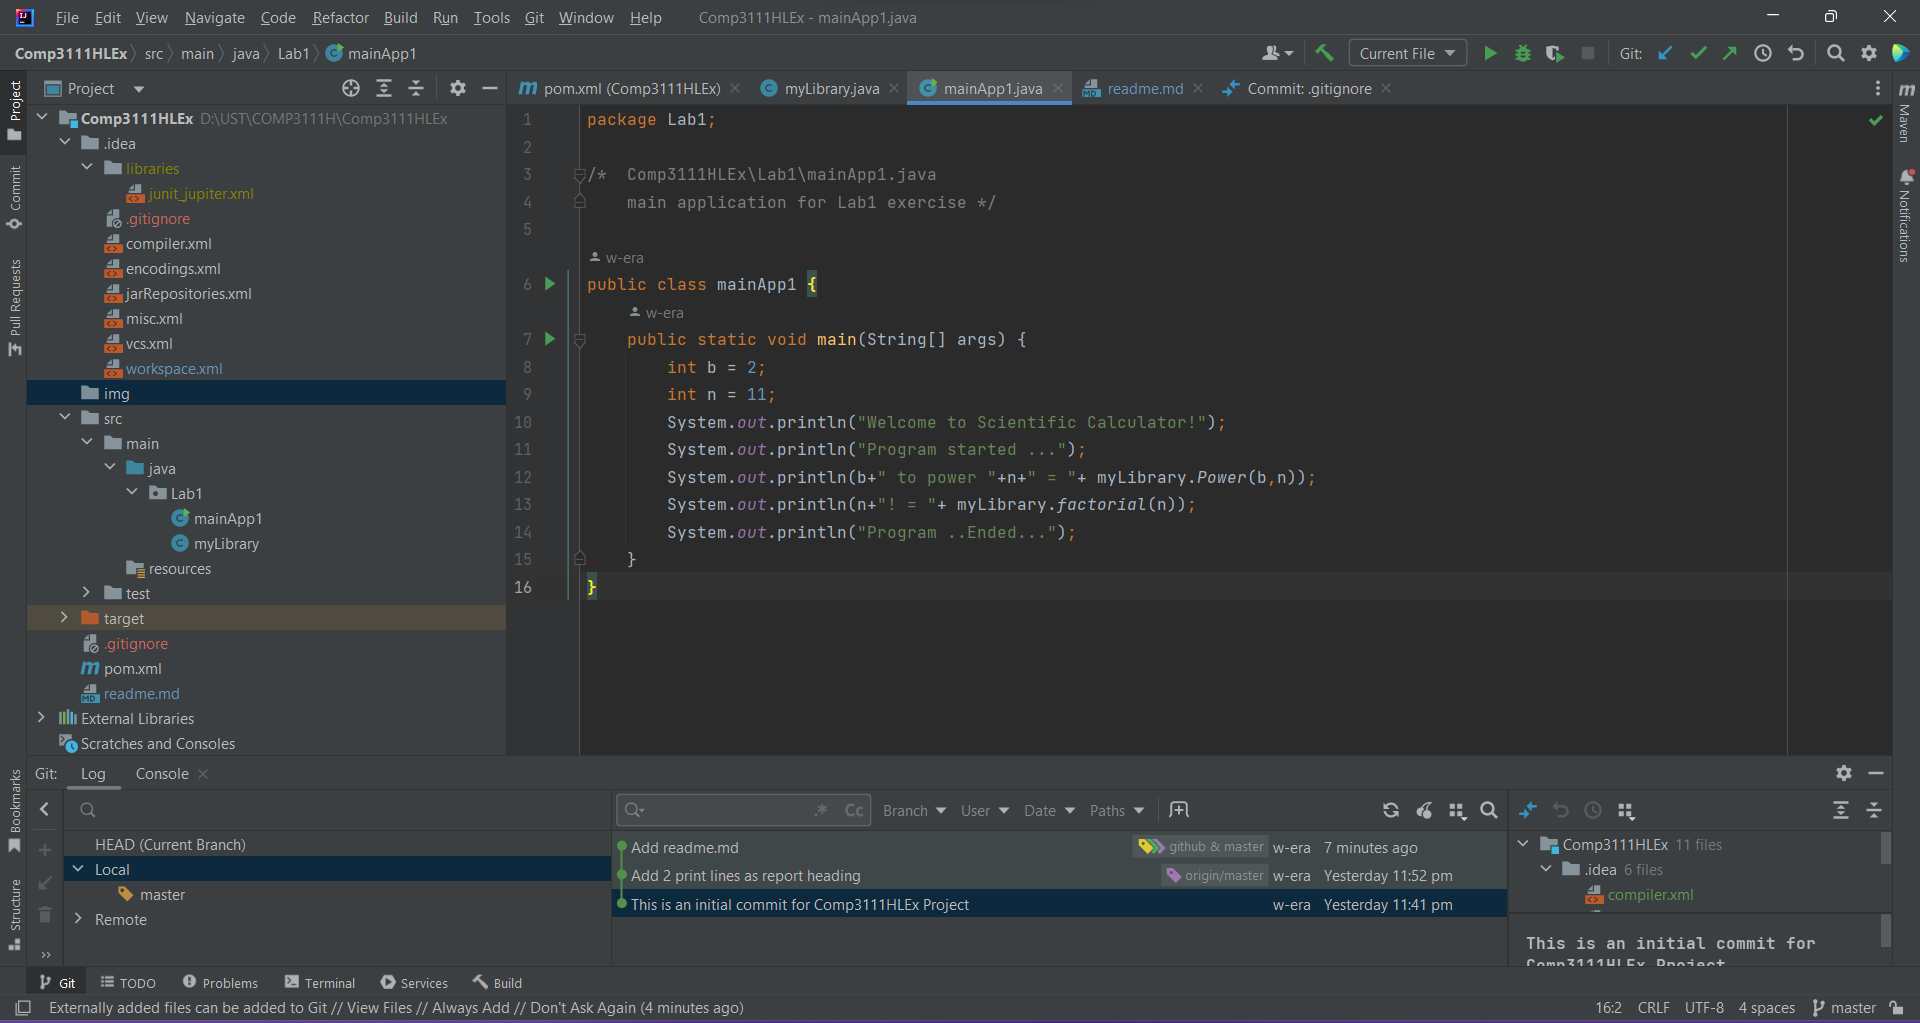 File Edit View Navigate Code Refactor Build Run Tools Git Window Help Comp3111HLEx - mainApp1.java
Comp3111HLEx src main java Lab1 mainApp1
Current File Git:
Project
pom.xml (Comp3111HLEx) myLibrary.java mainApp1.java readme.md Commit: .gitignore
Project
Commit
Pull Requests
Bookmarks
Structure
Maven
Notifications
Comp3111HLEx D:\UST\COMP3111H\Comp3111HLEx
.idea
libraries
junit_jupiter.xml
.gitignore
compiler.xml
encodings.xml
jarRepositories.xml
misc.xml
vcs.xml
workspace.xml
img
src
main
java
Lab1
mainApp1
myLibrary
resources
test
target
.gitignore
pom.xml
readme.md
External Libraries
Scratches and Consoles
1 package Lab1;
2
3 /* Comp3111HLEx\Lab1\mainApp1.java
4 main application for Lab1 exercise */
5
w-era
6 public class mainApp1 {
w-era
7 public static void main(String[] args) {
8 int b = 2;
9 int n = 11;
10 System.out.println("Welcome to Scientific Calculator!");
11 System.out.println("Program started ...");
12 System.out.println(b+" to power "+n+" = "+ myLibrary.Power(b,n));
13 System.out.println(n+"! = "+ myLibrary.factorial(n));
14 System.out.println("Program ..Ended...");
15 }
16 }
Git: Log Console
HEAD (Current Branch)
Local
master
Remote
.* Cc Branch User Date Paths
Add readme.md github & master w-era 7 minutes ago
Add 2 print lines as report heading origin/master w-era Yesterday 11:52 pm
This is an initial commit for Comp3111HLEx Project w-era Yesterday 11:41 pm
Comp3111HLEx 11 files
.idea 6 files
compiler.xml
This is an initial commit for
Comp3111HLEx Project
Git TODO Problems Terminal Services Build
Externally added files can be added to Git // View Files // Always Add // Don't Ask Again (4 minutes ago) 16:2 CRLF UTF-8 4 spaces master